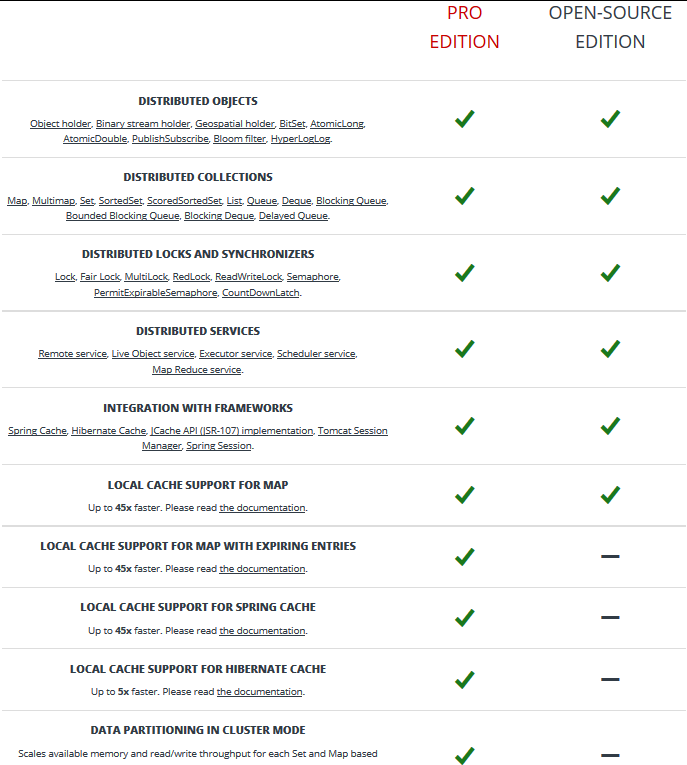 PRO
EDITION
OPEN-SOURCE
EDITION
DISTRIBUTED OBJECTS
Object holder, Binary stream holder, Geospatial holder, BitSet, AtomicLong,
AtomicDouble, PublishSubscribe, Bloom filter, HyperLogLog.
DISTRIBUTED COLLECTIONS
Map, Multimap, Set, SortedSet, ScoredSortedSet, List, Queue, Deque, Blocking Queue,
Bounded Blocking Queue, Blocking Deque, Delayed Queue.
DISTRIBUTED LOCKS AND SYNCHRONIZERS
Lock, Fair Lock, MultiLock, RedLock, ReadWriteLock, Semaphore,
PermitExpirableSemaphore, CountDownLatch.
DISTRIBUTED SERVICES
Remote service, Live Object service, Executor service, Scheduler service,
Map Reduce service.
INTEGRATION WITH FRAMEWORKS
Spring Cache, Hibernate Cache, JCache API (JSR-107) implementation, Tomcat Session
Manager, Spring Session.
LOCAL CACHE SUPPORT FOR MAP
Up to 45x faster. Please read the documentation.
LOCAL CACHE SUPPORT FOR MAP WITH EXPIRING ENTRIES
Up to 45x faster. Please read the documentation.
LOCAL CACHE SUPPORT FOR SPRING CACHE
Up to 45x faster. Please read the documentation.
LOCAL CACHE SUPPORT FOR HIBERNATE CACHE
Up to 5x faster. Please read the documentation.
DATA PARTITIONING IN CLUSTER MODE
Scales available memory and read/write throughput for each Set and Map based